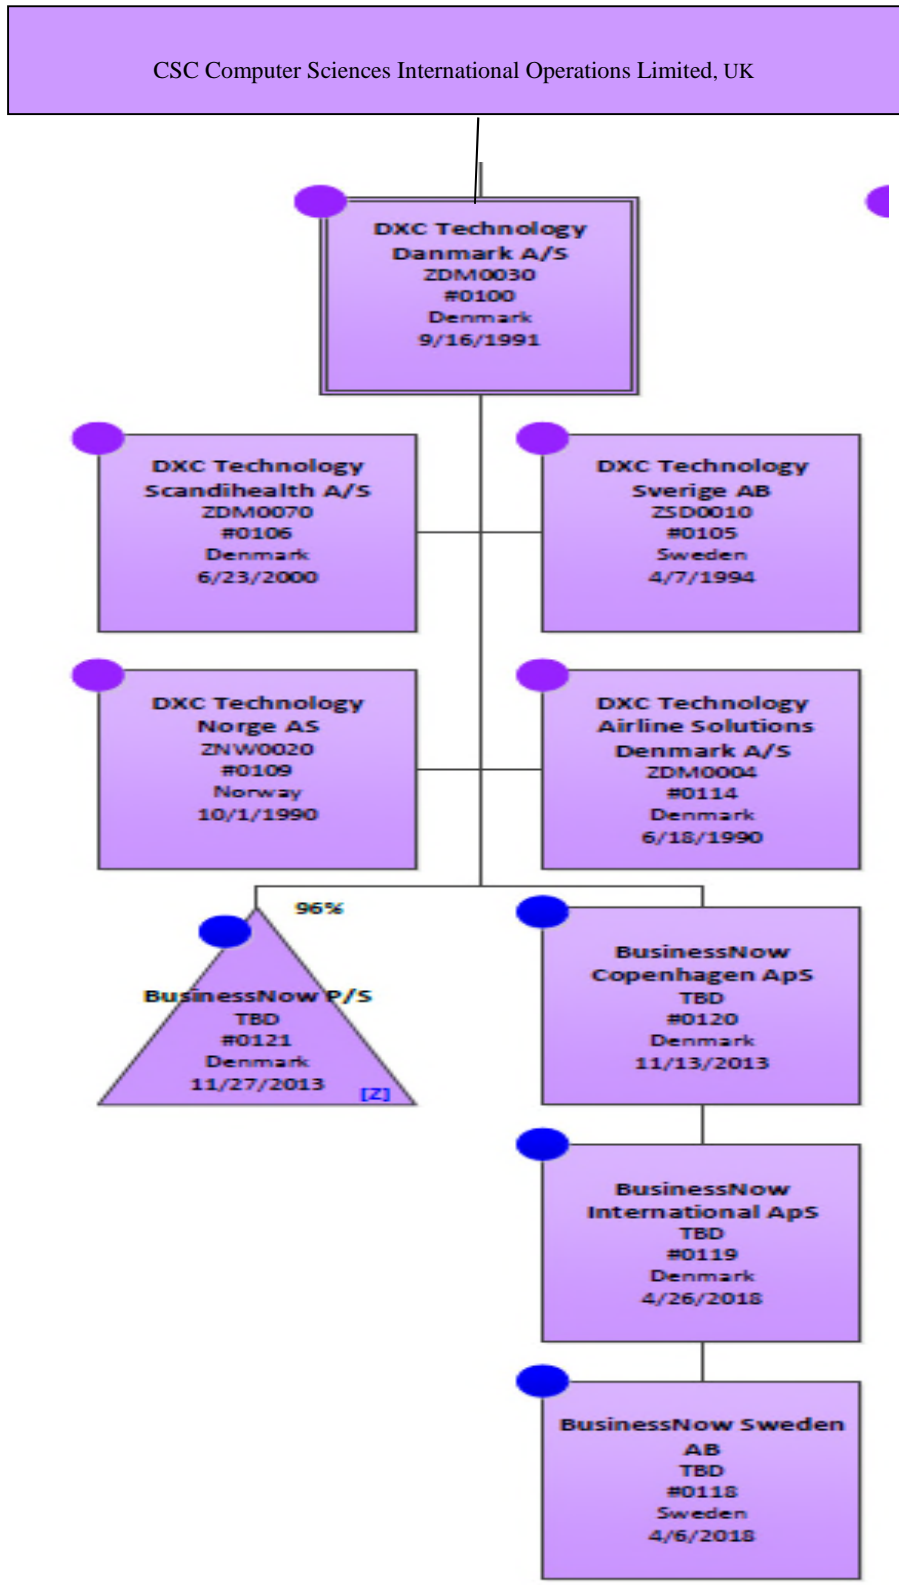 CSC Computer Sciences International Operations Limited, UK
DXC Technology
Danmark A/S
ZDM0030
#0100
Denmark
9/16/1991
DXC Technology
Scandihealth A/S
ZDM0070
#0106
Denmark
6/23/2000
DXC Technology
Sverige AB
ZSD0010
#0105
Sweden
4/7/1994
DXC Technology
Norge AS
ZNW0020
#0109
Norway
10/1/1990
DXC Technology
Airline Solutions
Denmark A/S
ZDM0004
#0114
Denmark
6/18/1990
96%
BusinessNow P/S
TBD
#0121
Denmark
11/27/2013
[Z]
BusinessNow
Copenhagen ApS
TBD
#0120
Denmark
11/13/2013
BusinessNow
International ApS
TBD
#0119
Denmark
4/26/2018
BusinessNow Sweden
AB
TBD
#0118
Sweden
4/6/2018